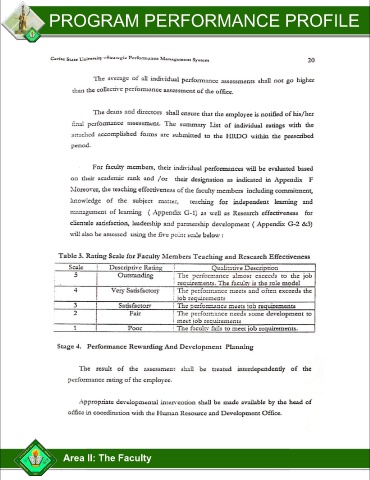 PROGRAM PERFORMANCE PROFILE
Cavite State University -Strategic Performance Management System 20
The average of all individual performance assessments shall not go higher
than the collective performance assessment of the office.
The deans and directors shall ensure that the employee is notified of his/her
final performance assessment. The summary List of individual ratings with the
attached accomplished forms are submitted to the HRDO within the prescribed
period.
For faculty members, their individual performances will be evaluated based
on their academic rank and /or their designation as indicated in Appendix F
Moreover, the teaching effectiveness of the faculty members including commitment,
knowledge of the subject matter, teaching for independent learning and
management of learning ( Appendix G-1) as well as Research effectiveness for
clientele satisfaction, leadership and partnership development ( Appendix G-2 &3)
will also be assessed using the five point scale below :
Table 3. Rating Scale for Faculty Members Teaching and Research Effectiveness
Scale Descriptive Rating Qualitative Description
5 Outstanding The performance almost exceeds to the job
requirements. The faculty is the role model
4 Very Satisfactory The performance meets and often exceeds the
job requirements
3 Satisfactory The performance meets job requirements
2 Fair The performance needs some development to
meet job requirements
1 Poor The faculty fails to meet job requirements.
Stage 4. Performance Rewarding And Development Planning
The result of the assessment shall be treated interdependently of the
performance rating of the employee.
Appropriate developmental intervention shall be made available by the head of
office in coordination with the Human Resource and Development Office.
Area II: The Faculty